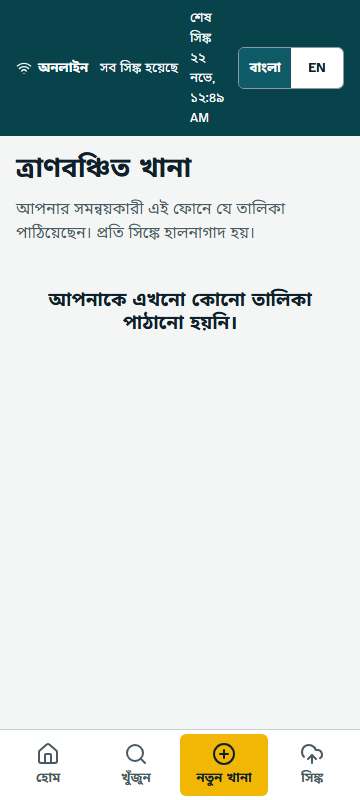 অনলাইন
সব সিঙ্ক হয়েছে
শেষ
সিঙ্ক
২২
নভে,
১২:৪৯
AM
বাংলা
EN
ত্রাণবঞ্চিত খানা
আপনার সমন্বয়কারী এই ফোনে যে তালিকা
পাঠিয়েছেন। প্রতি সিঙ্কে হালনাগাদ হয়।
আপনাকে এখনো কোনো তালিকা
পাঠানো হয়নি।
হোম
খুঁজুন
নতুন খানা
সিঙ্ক